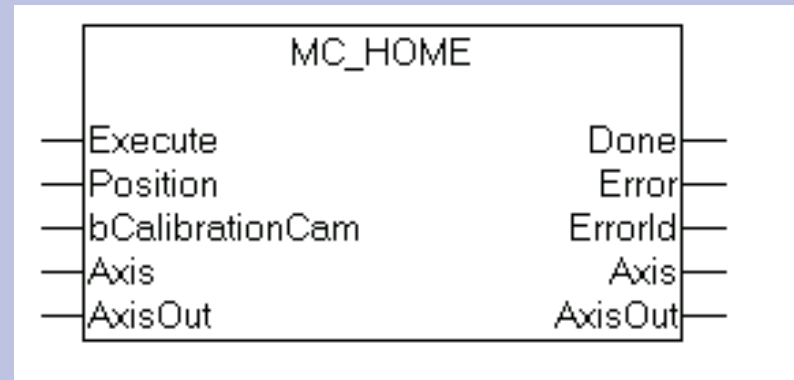 MC_HOME
Execute Done
Position Error
bCalibrationCam ErrorId
Axis Axis
AxisOut AxisOut